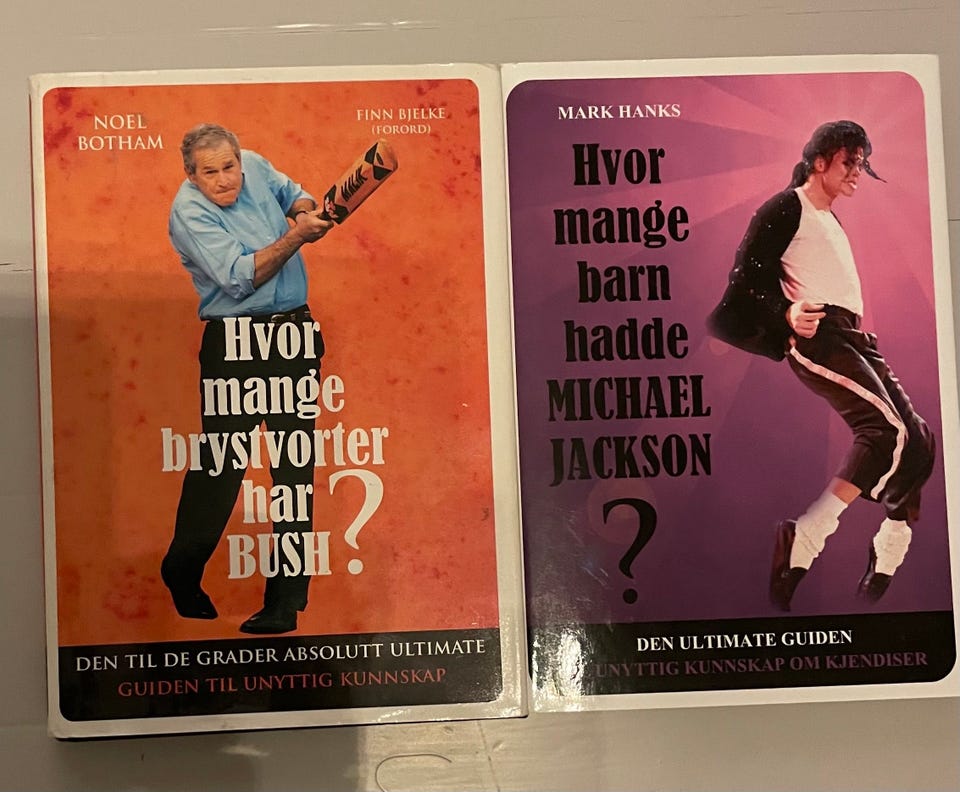 NOEL
BOTHAM
FINN BJELKE
(FORORD)
MALIK
Hvor
mange
brystvorter
har
BUSH?
DEN TIL DE GRADER ABSOLUTT ULTIMATE
GUIDEN TIL UNYTTIG KUNNSKAP
MARK HANKS
Hvor
mange
barn
hadde
MICHAEL
JACKSON
?
DEN ULTIMATE GUIDEN
UNYTTIG KUNNSKAP OM KJENDISER